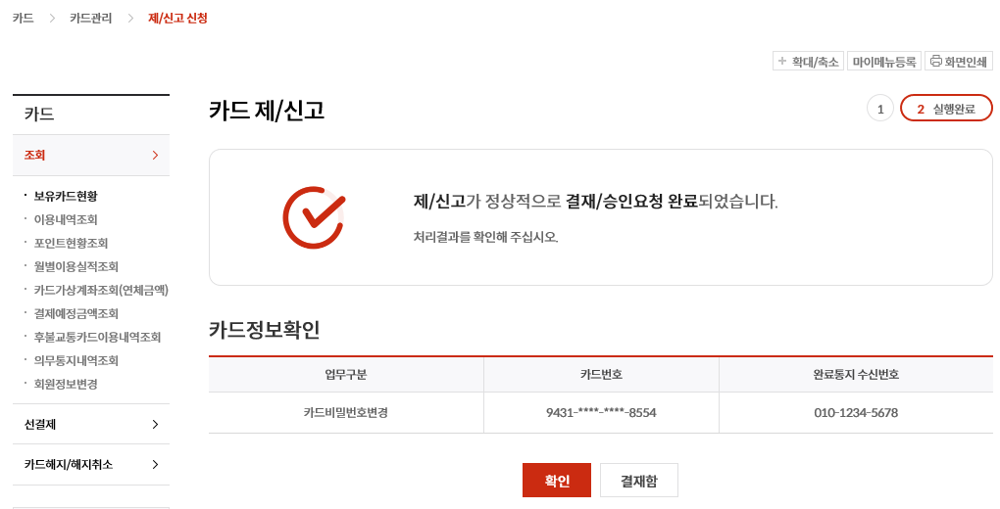 카드 > 카드관리 > 제/신고 신청
+ 확대/축소 마이메뉴등록 화면인쇄
카드
조회
· 보유카드현황
· 이용내역조회
· 포인트현황조회
· 월별이용실적조회
· 카드가상계좌조회(연체금액)
· 결제예정금액조회
· 후불교통카드이용내역조회
· 의무통지내역조회
· 회원정보변경
선결제
카드해지/해지취소
카드 제/신고
1 2 실행완료
제/신고가 정상적으로 결재/승인요청 완료되었습니다.
처리결과를 확인해 주십시오.
카드정보확인
업무구분 카드번호 완료통지 수신번호
카드비밀번호변경 9431-****-****-8554 010-1234-5678
확인 결재함